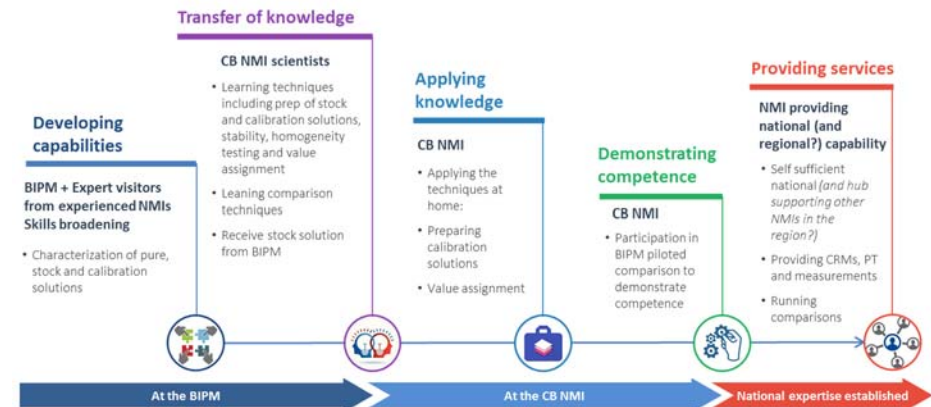 Transfer of knowledge
CB NMI scientists
• Learning techniques
including prep of stock
and calibration solutions,
stability, homogeneity
testing and value
assignment
• Leaning comparison
techniques
• Receive stock solution
from BIPM
Developing
capabilities
BIPM + Expert visitors
from experienced NMIs
Skills broadening
• Characterization of pure,
stock and calibration
solutions
Applying
knowledge
CB NMI
• Applying the
techniques at
home:
• Preparing
calibration
solutions
• Value assignment
Demonstrating
competence
CB NMI
• Participation in
BIPM piloted
comparison to
demonstrate
competence
Providing services
NMI providing
national (and
regional?) capability
• Self sufficient
national (and hub
supporting other
NMIs in the
region?)
• Providing CRMs, PT
and measurements
• Running
comparisons
At the BIPM
At the CB NMI
National expertise established